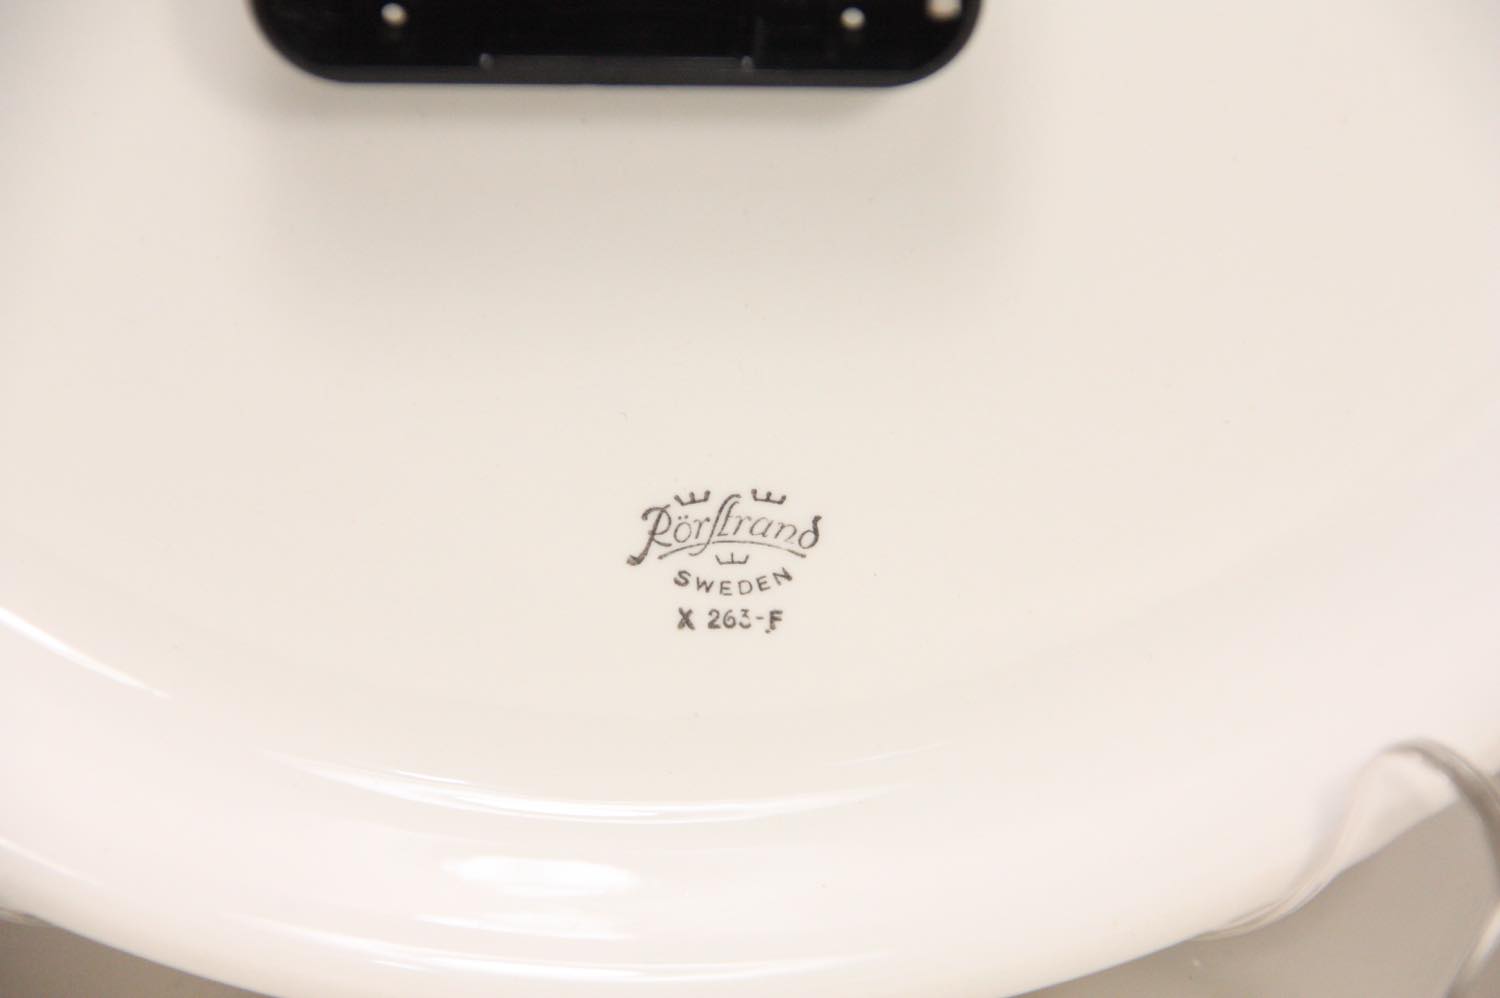 Rörstrand
SWEDEN
X 263-F